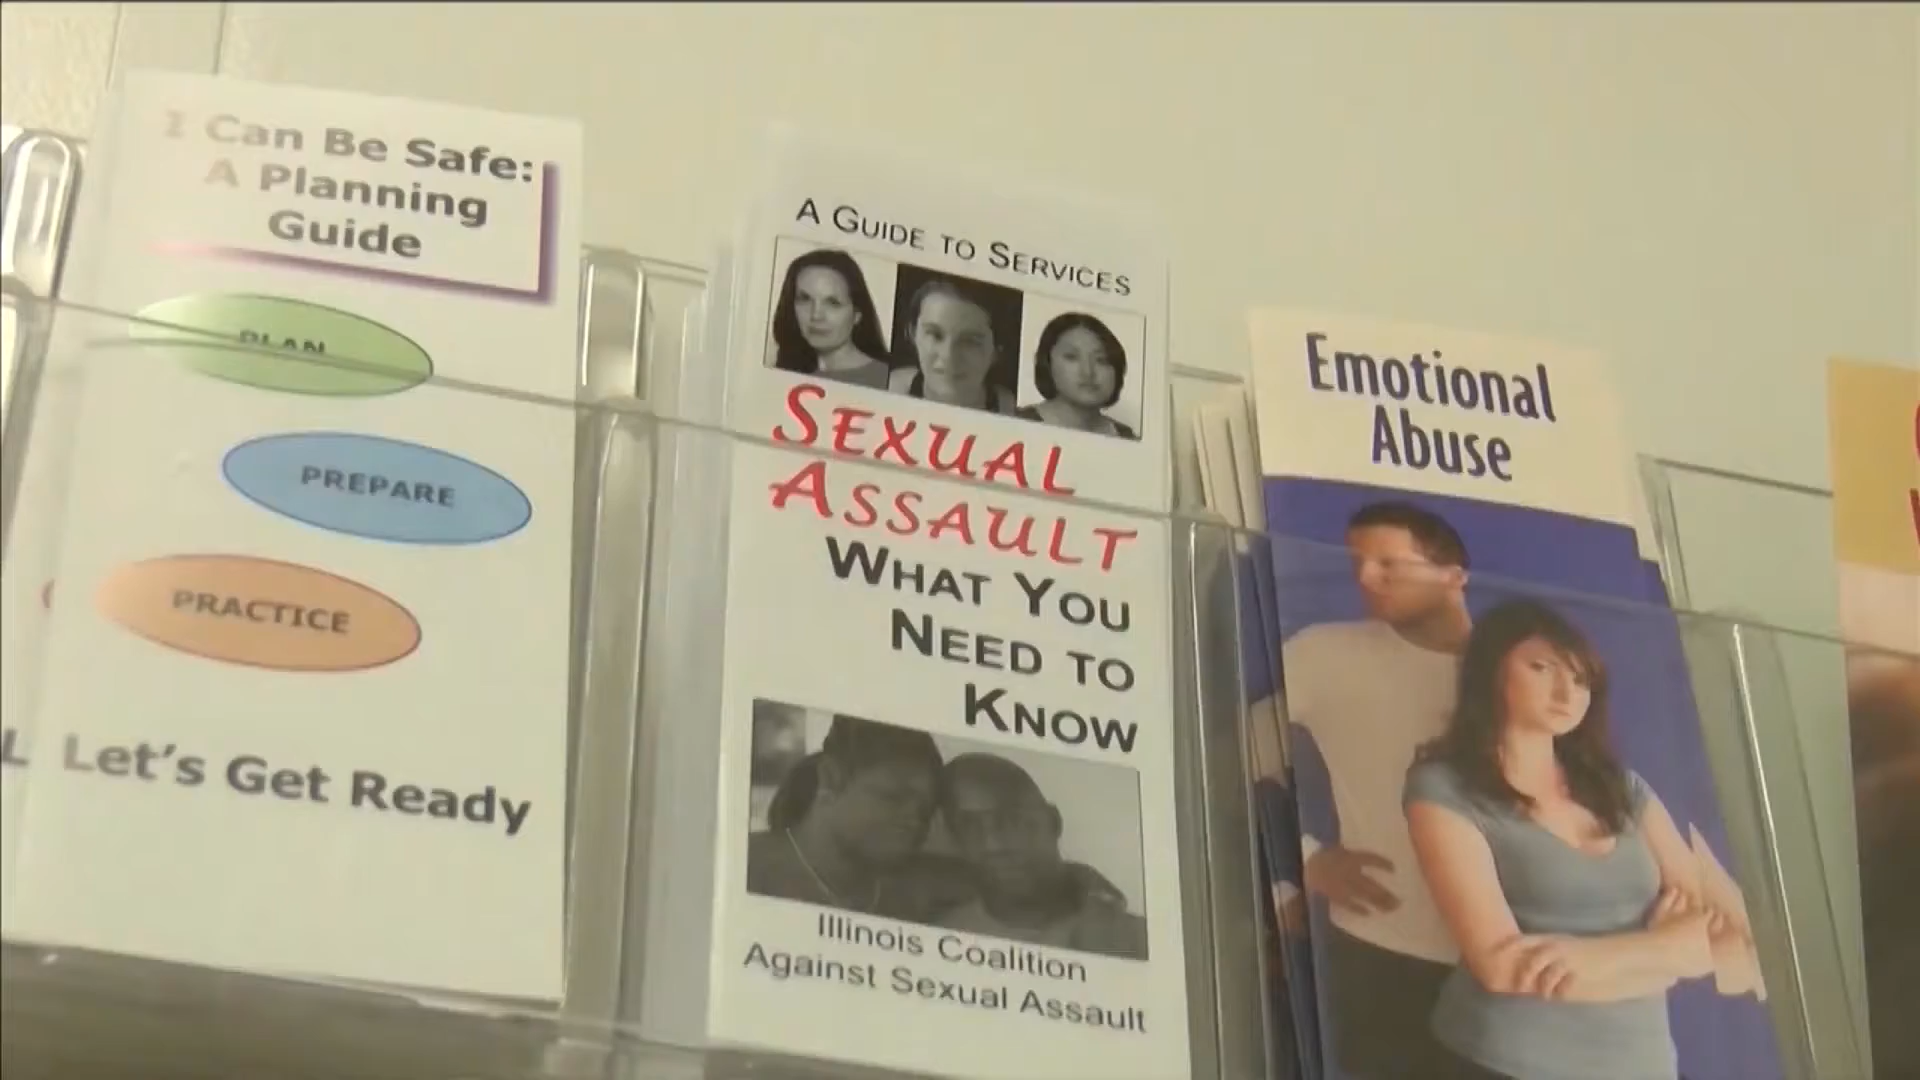 I Can Be Safe:
A Planning
Guide
PLAN
PREPARE
PRACTICE
L Let's Get Ready
A GUIDE TO SERVICES
SEXUAL
ASSAULT
WHAT YOU
NEED TO
KNOW
Illinois Coalition
Against Sexual Assault
Emotional
Abuse